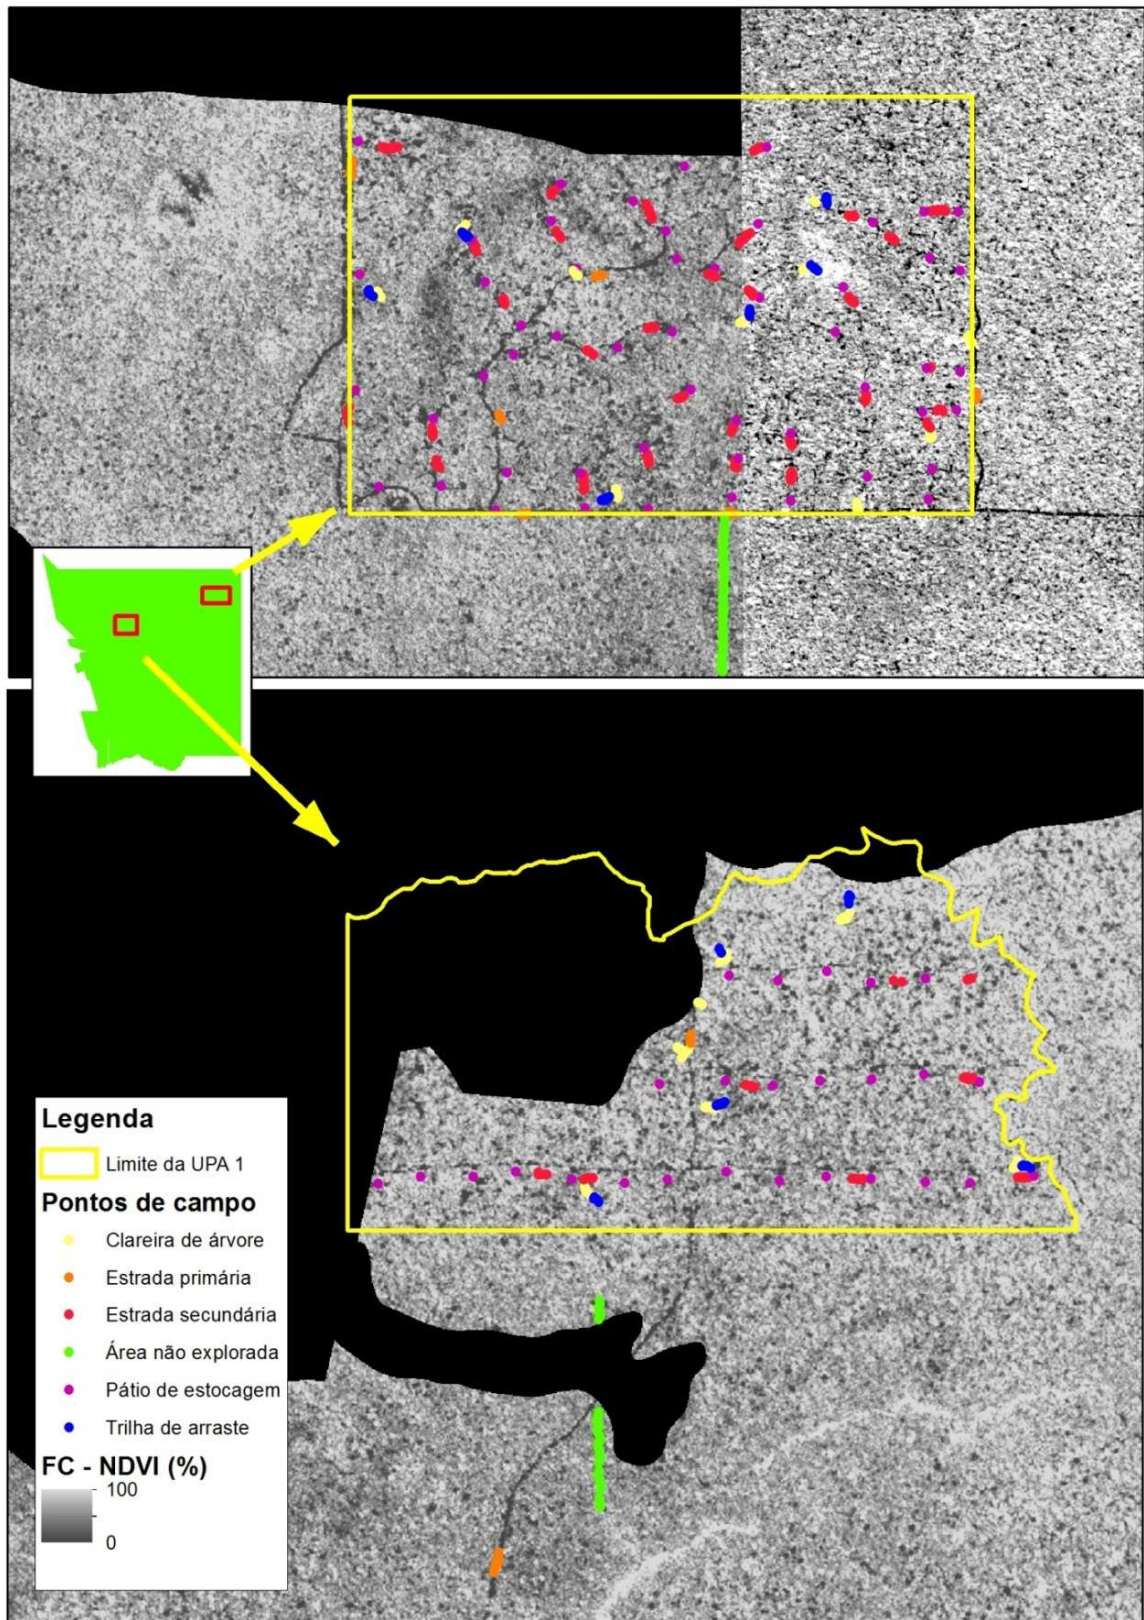 Legenda
Limite da UPA 1
Pontos de campo
Clareira de árvore
Estrada primária
Estrada secundária
Área não explorada
Pátio de estocagem
Trilha de arraste
FC - NDVI (%)
100
0